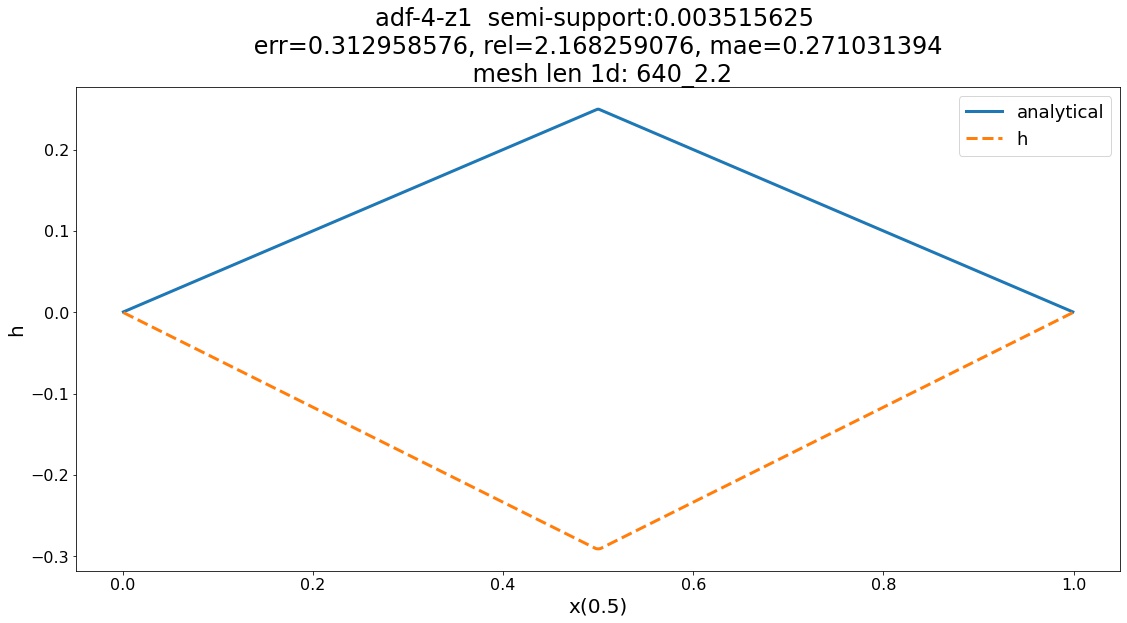 adf-4-z1  semi-support:0.003515625
err=0.312958576, rel=2.168259076, mae=0.271031394
mesh len 1d: 640_2.2
analytical
h
0.2
0.1
0.0
−0.1
−0.2
−0.3
h
0.0
0.2
0.4
0.6
0.8
1.0
x(0.5)